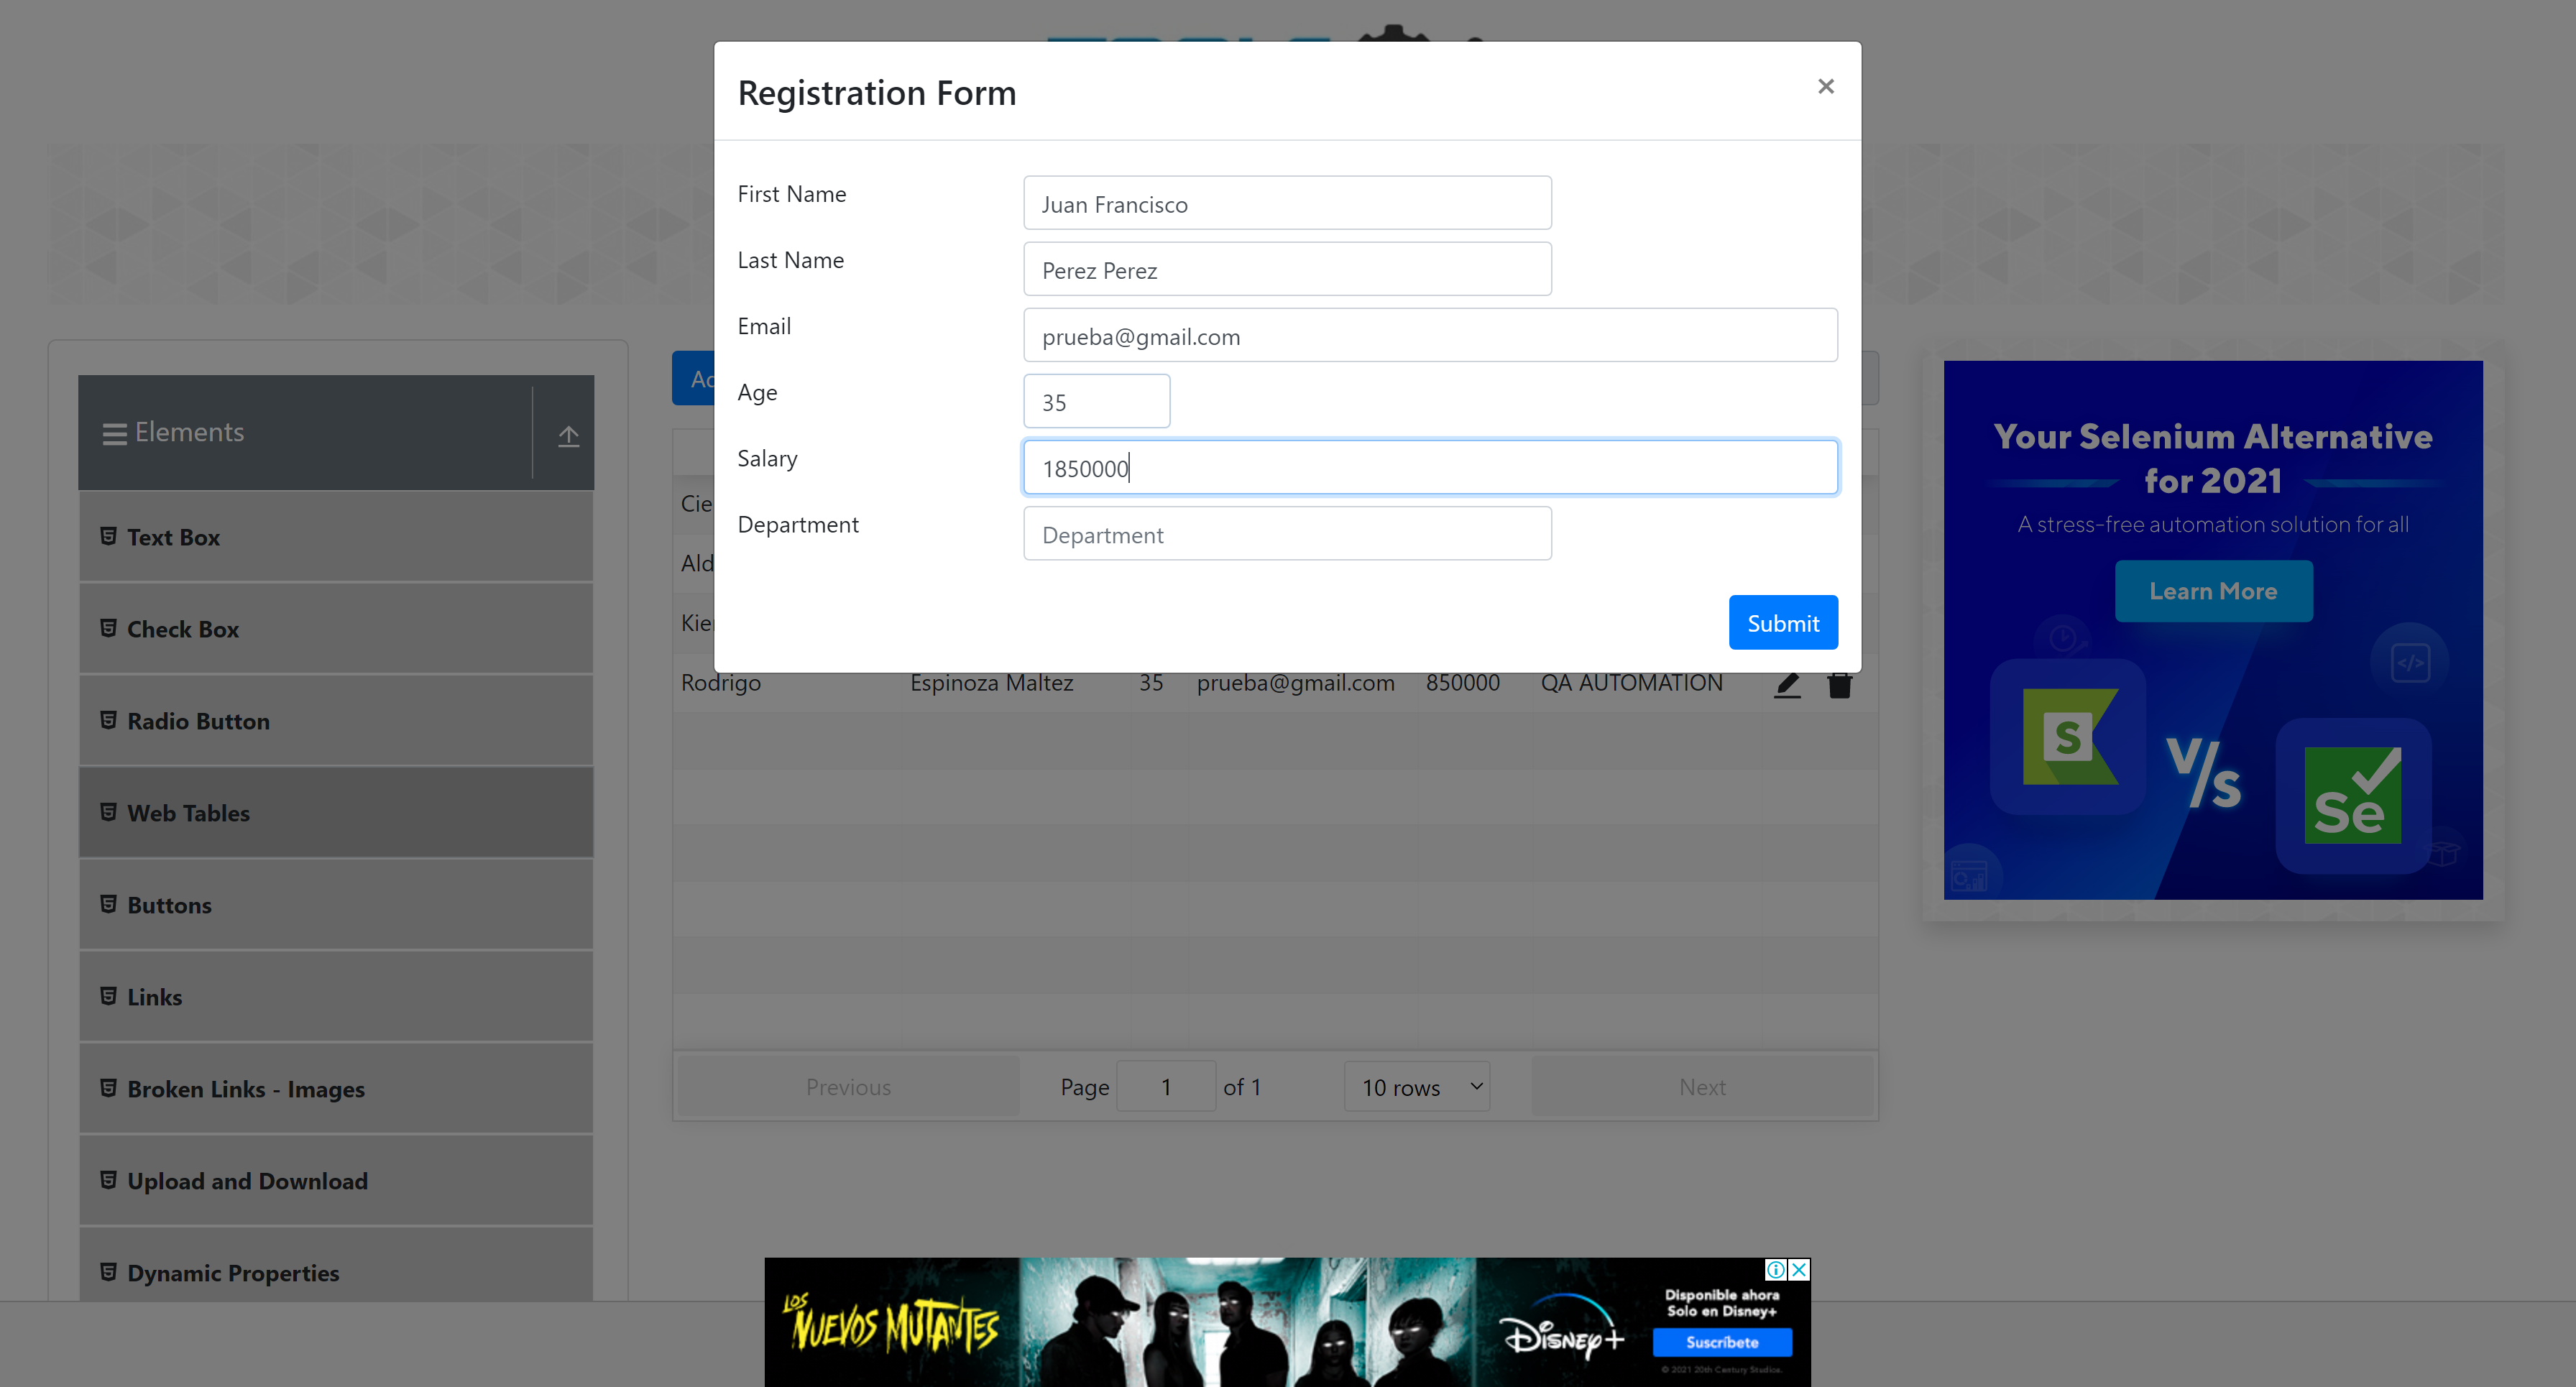 Registration Form
×
First Name
Juan Francisco
Last Name
Perez Perez
Email
prueba@gmail.com
Age
35
Salary
1850000
Department
Department
Submit
Elements
Text Box
Check Box
Radio Button
Web Tables
Buttons
Links
Broken Links - Images
Upload and Download
Dynamic Properties
Rodrigo Espinoza Maltez 35 prueba@gmail.com 850000 QA AUTOMATION
Previous Page 1 of 1 10 rows Next
Your Selenium Alternative
for 2021
A stress-free automation solution for all
Learn More
S
V/s
Se
</>
LOS
NUEVOS MUTANTES
Disney+
Disponible ahora
Solo en Disney+
Suscríbete
© 2021 20th Century Studios.